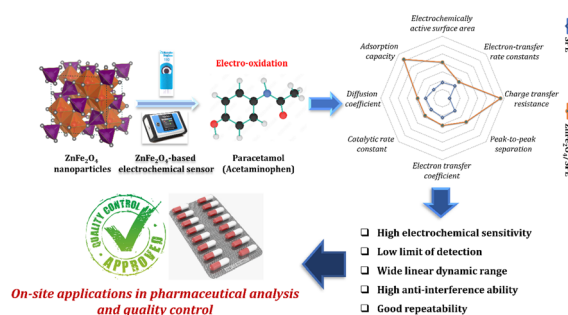 Electro-oxidation
ZnFe2O4
nanoparticles
ZnFe2O4-based
electrochemical sensor
Paracetamol
(Acetaminophen)
Electrochemically
active surface area
Adsorption
capacity
Electron-transfer
rate constants
Diffusion
coefficient
Charge transfer
resistance
Catalytic rate
constant
Peak-to-peak
separation
Electron transfer
coefficient
SPE
QUALITY CONTROL
APPROVED
High electrochemical sensitivity
Low limit of detection
Wide linear dynamic range
High anti-interference ability
Good repeatability
On-site applications in pharmaceutical analysis
and quality control